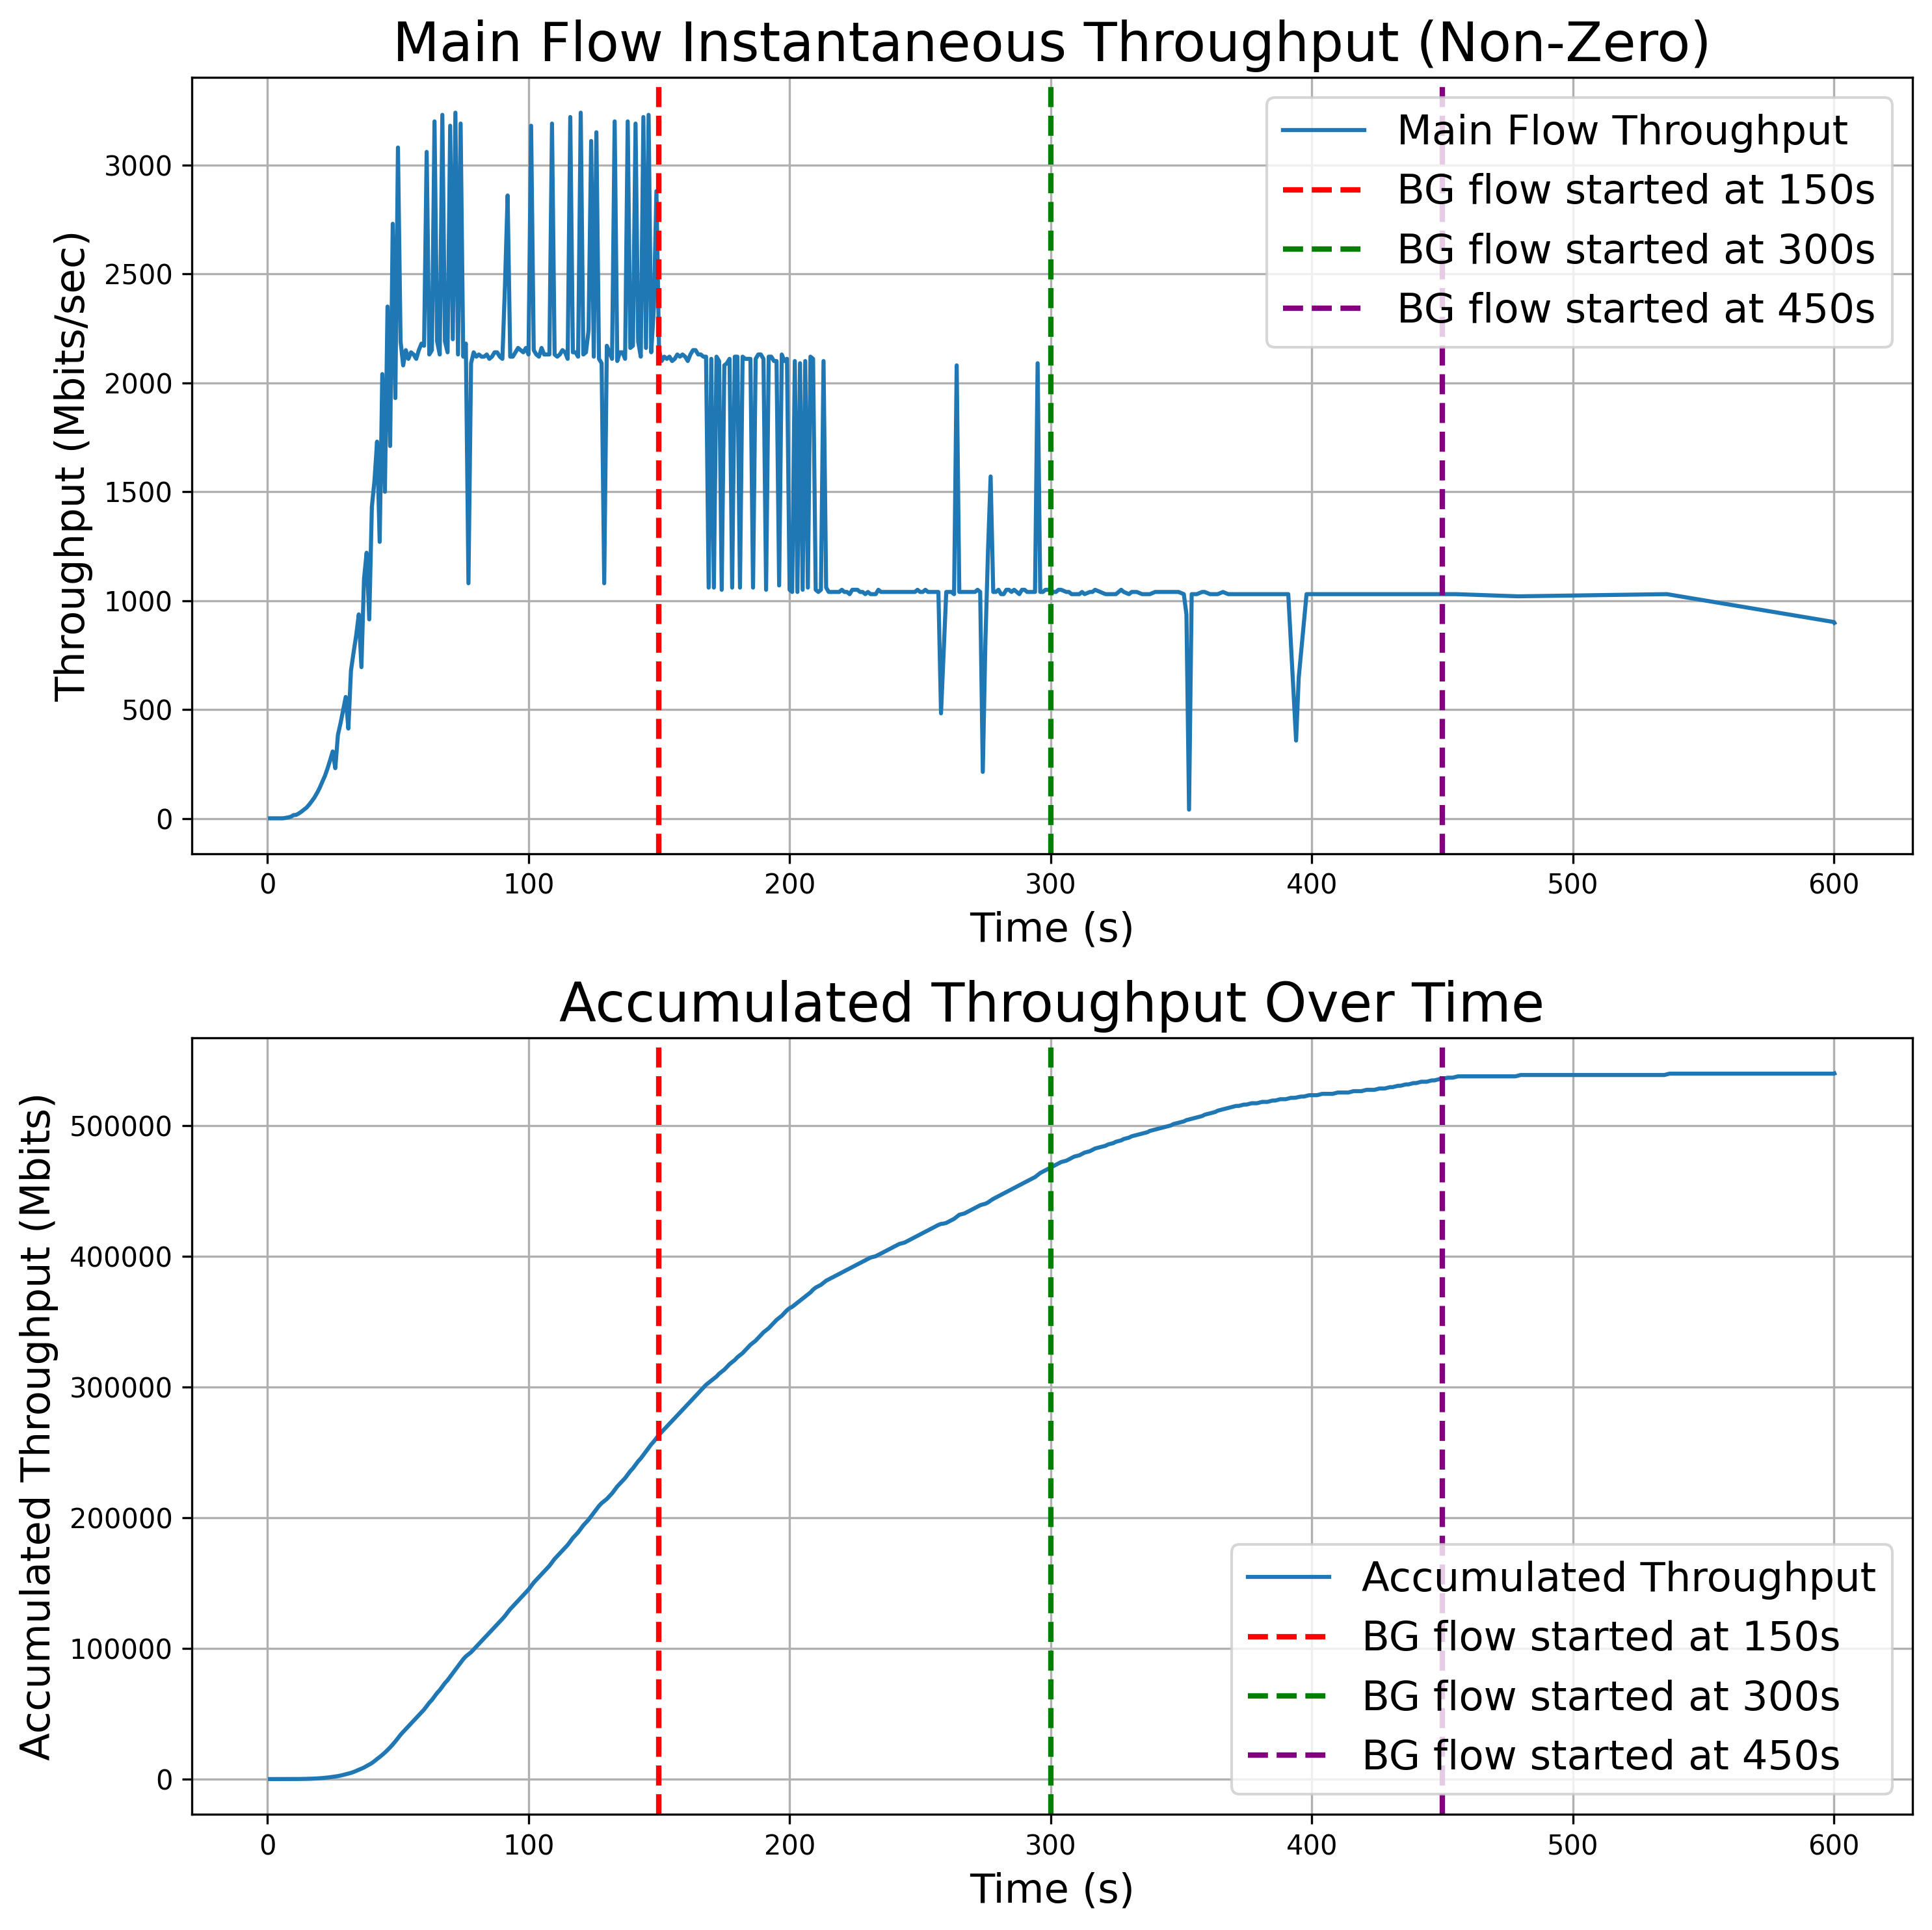 Main Flow Instantaneous Throughput (Non-Zero)
Throughput (Mbits/sec)
3000
2500
2000
1500
1000
500
0
Main Flow Throughput
BG flow started at 150s
BG flow started at 300s
BG flow started at 450s
0 100 200 300 400 500 600
Time (s)
Accumulated Throughput Over Time
Accumulated Throughput (Mbits)
500000
400000
300000
200000
100000
0
Accumulated Throughput
BG flow started at 150s
BG flow started at 300s
BG flow started at 450s
0 100 200 300 400 500 600
Time (s)